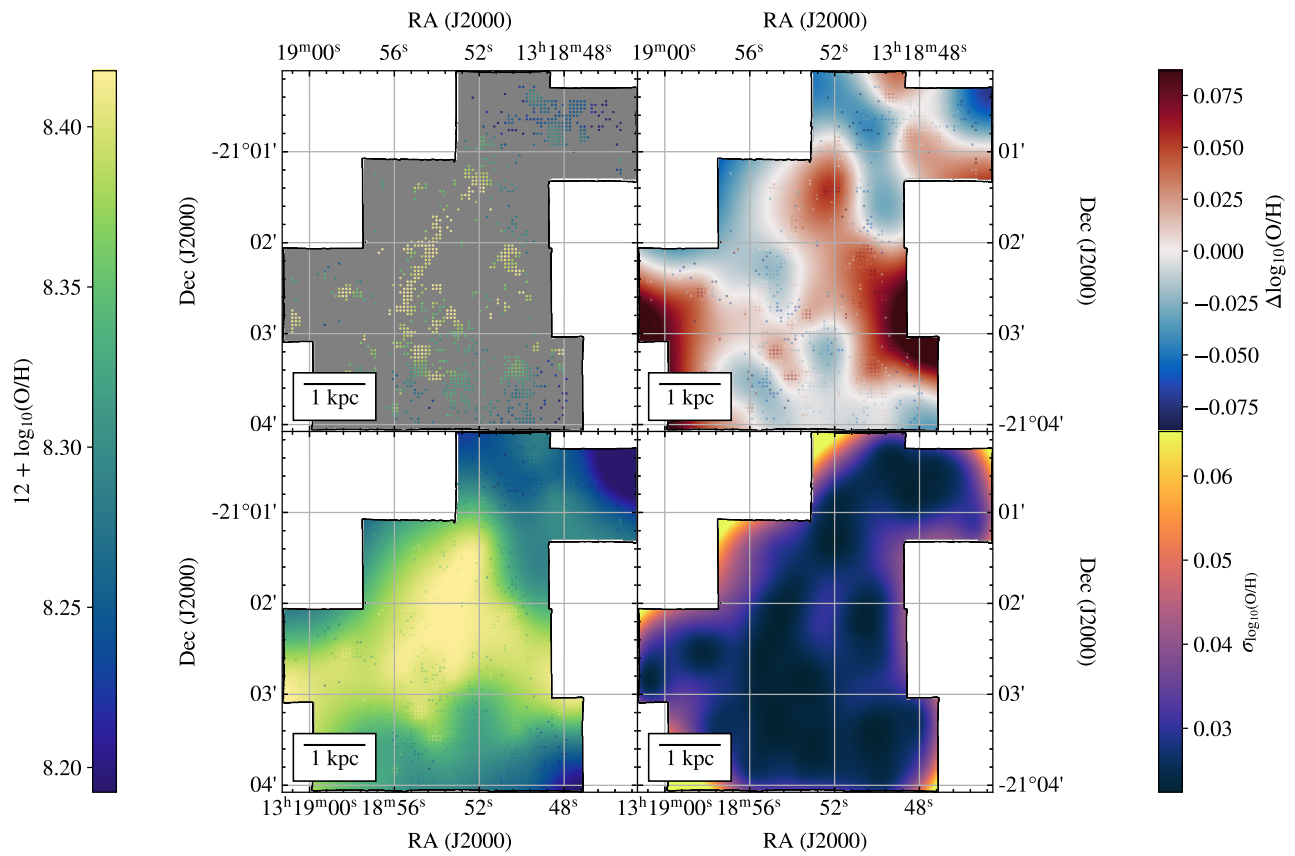 RA (J2000) RA (J2000)
19ᵐ00ˢ 56ˢ 52ˢ 13ʰ18ᵐ48ˢ 19ᵐ00ˢ 56ˢ 52ˢ 13ʰ18ᵐ48ˢ
8.40
8.35
8.30
8.25
8.20
12 + log₁₀(O/H)
Dec (J2000)
-21°01'
02'
03'
04'
1 kpc
1 kpc
01'
02'
03'
-21°04'
Dec (J2000)
0.075
0.050
0.025
0.000
−0.025
−0.050
−0.075
Δlog₁₀(O/H)
Dec (J2000)
-21°01'
02'
03'
04'
1 kpc
1 kpc
01'
02'
03'
-21°04'
Dec (J2000)
0.06
0.05
0.04
0.03
σlog₁₀(O/H)
13ʰ19ᵐ00ˢ 18ᵐ56ˢ 52ˢ 48ˢ 13ʰ19ᵐ00ˢ 18ᵐ56ˢ 52ˢ 48ˢ
RA (J2000) RA (J2000)